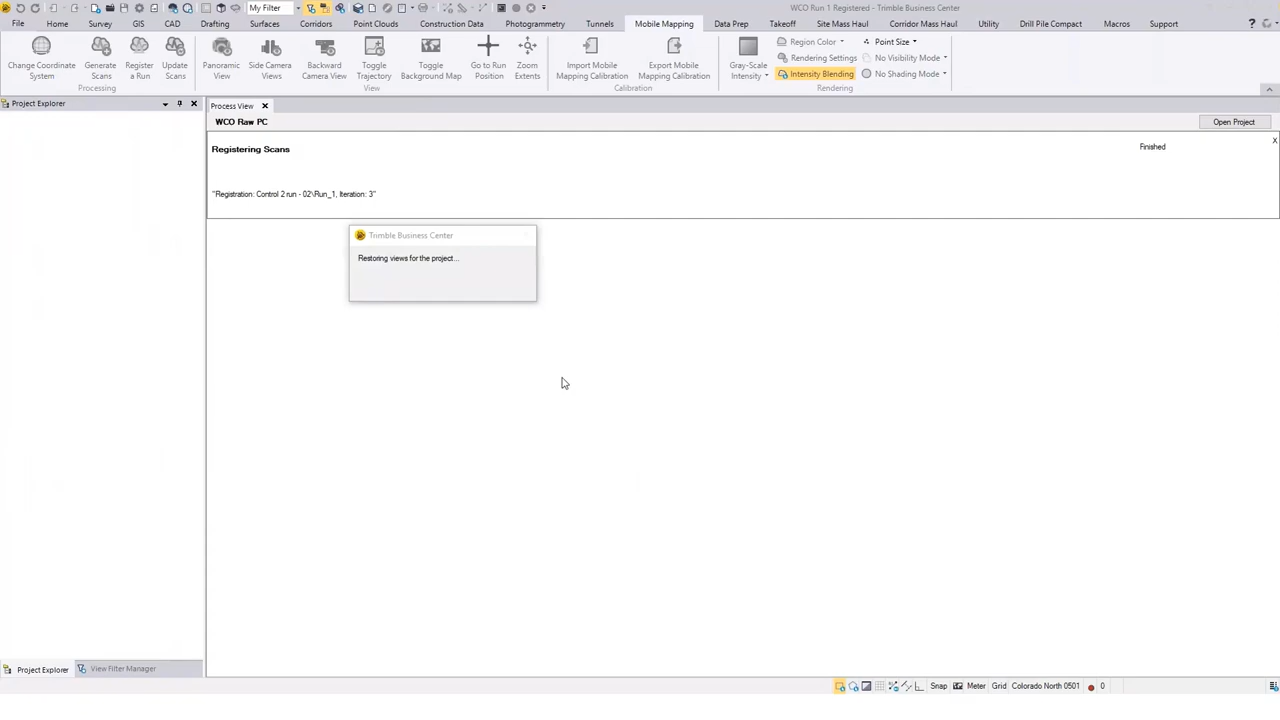 My Filter
WCO Run 1 Registered - Trimble Business Center
File Home Survey GIS CAD Drafting Surfaces Corridors Point Clouds Construction Data Photogrammetry Tunnels Mobile Mapping Data Prep Takeoff Site Mass Haul Corridor Mass Haul Utility Drill Pile Compact Macros Support
Change Coordinate System
Generate Scans
Register a Run
Update Scans
Processing
Panoramic View
Side Camera Views
Backward Camera View
Toggle Trajectory
Toggle Background Map
Go to Run Position
Zoom Extents
View
Import Mobile Mapping Calibration
Export Mobile Mapping Calibration
Calibration
Gray-Scale Intensity
Region Color
Rendering Settings
Intensity Blending
Point Size
No Visibility Mode
No Shading Mode
Rendering
Project Explorer
Process View
WCO Raw PC
Open Project
Registering Scans
Finished
X
"Registration: Control 2 run - 02\Run_1, Iteration: 3"
Trimble Business Center
Restoring views for the project...
Project Explorer
View Filter Manager
Snap Meter Grid Colorado North 0501 0